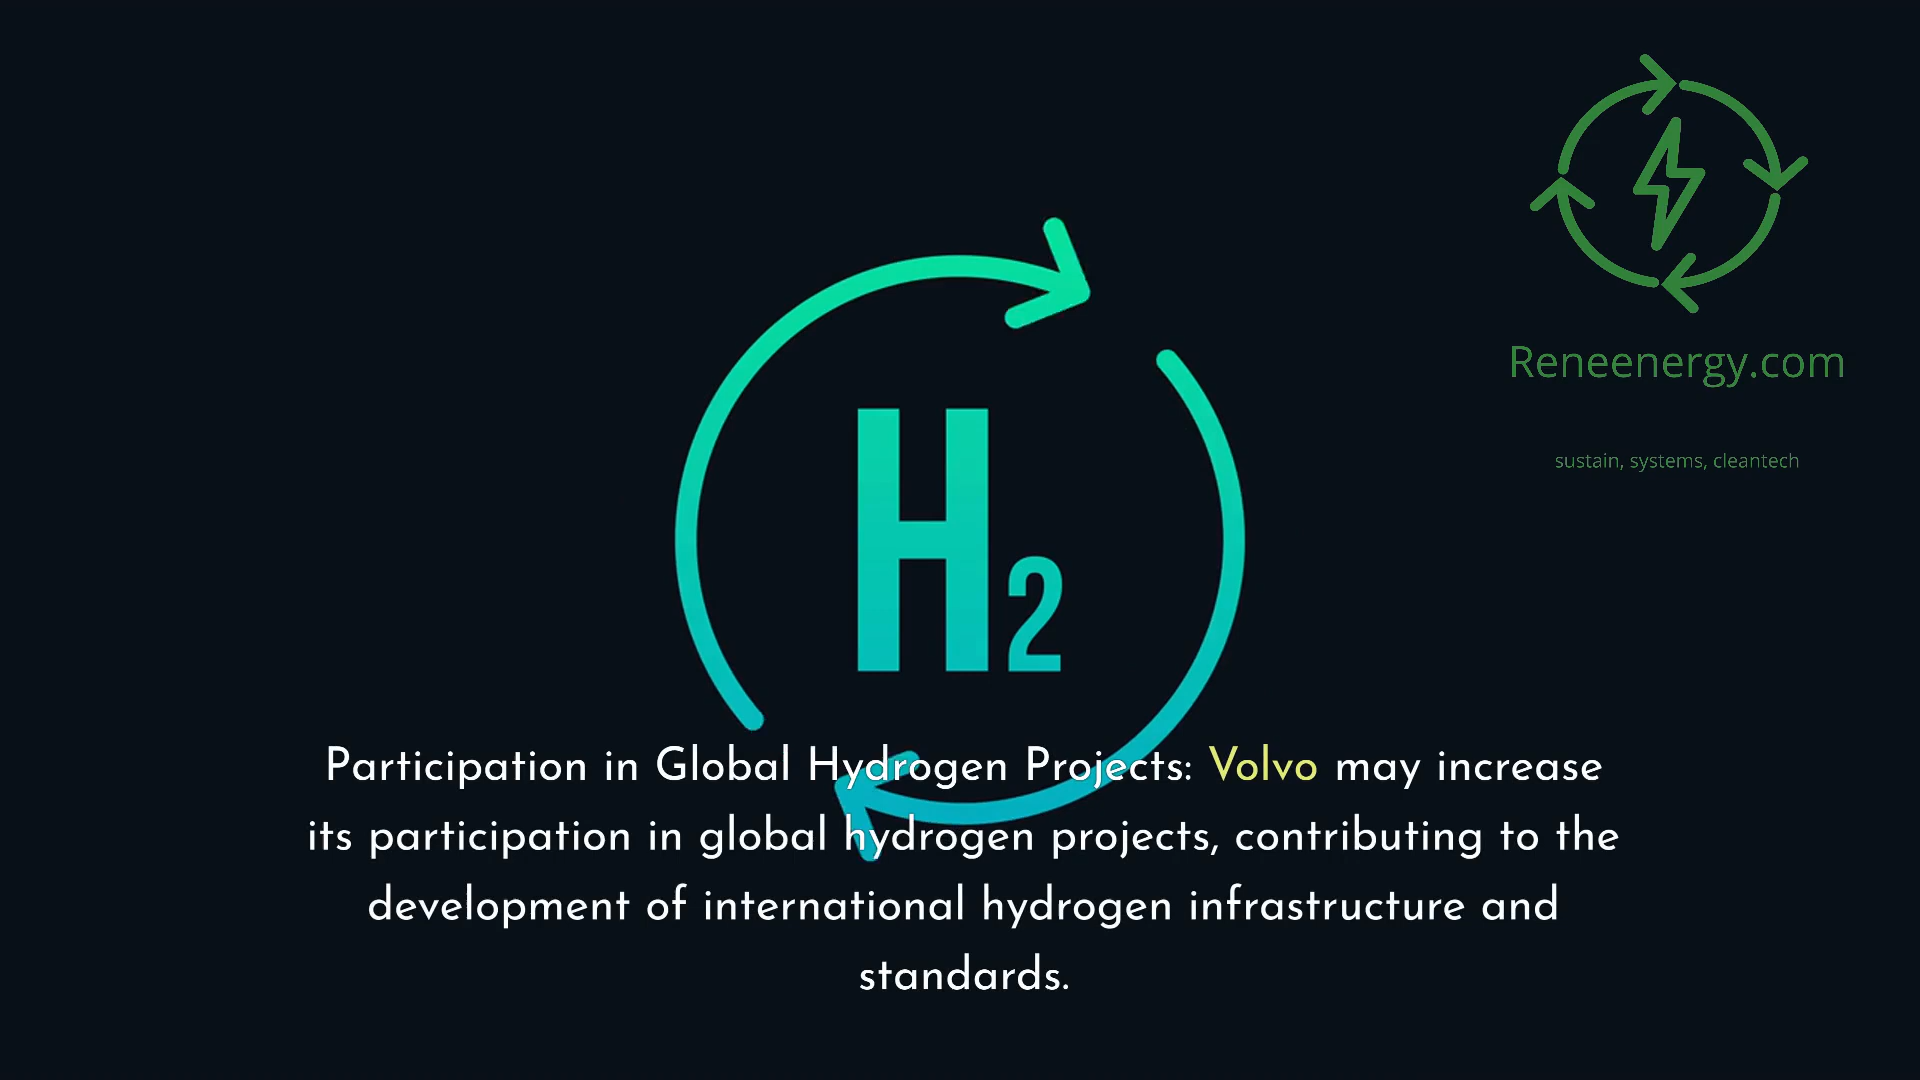 Reneenergy.com
sustain, systems, cleantech
H2
Participation in Global Hydrogen Projects: Volvo may increase
its participation in global hydrogen projects, contributing to the
development of international hydrogen infrastructure and
standards.